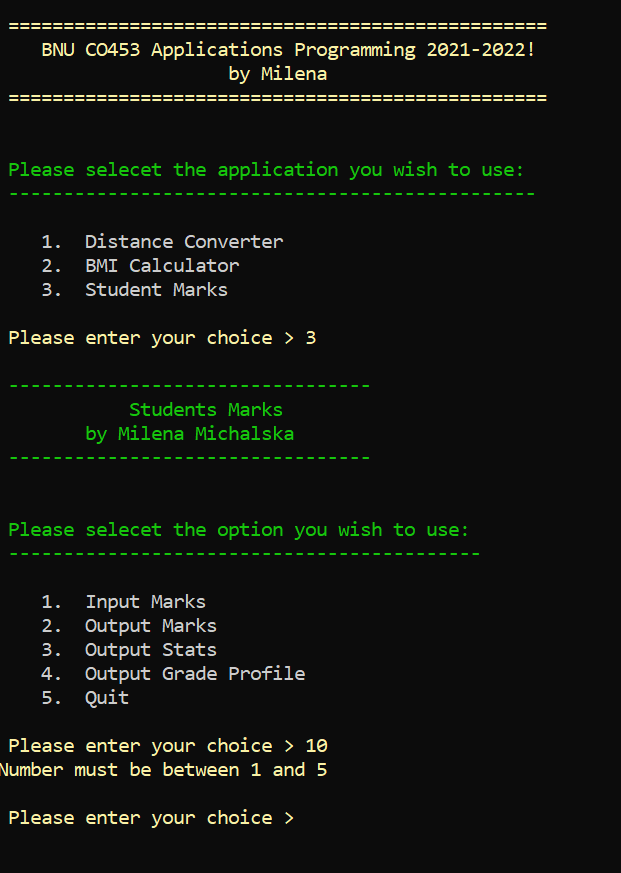 =================================================
BNU CO453 Applications Programming 2021-2022!
by Milena
=================================================
Please selecet the application you wish to use:
------------------------------------------------
1. Distance Converter
2. BMI Calculator
3. Student Marks
Please enter your choice > 3
---------------------------------
Students Marks
by Milena Michalska
---------------------------------
Please selecet the option you wish to use:
-------------------------------------------
1. Input Marks
2. Output Marks
3. Output Stats
4. Output Grade Profile
5. Quit
Please enter your choice > 10
Number must be between 1 and 5
Please enter your choice >